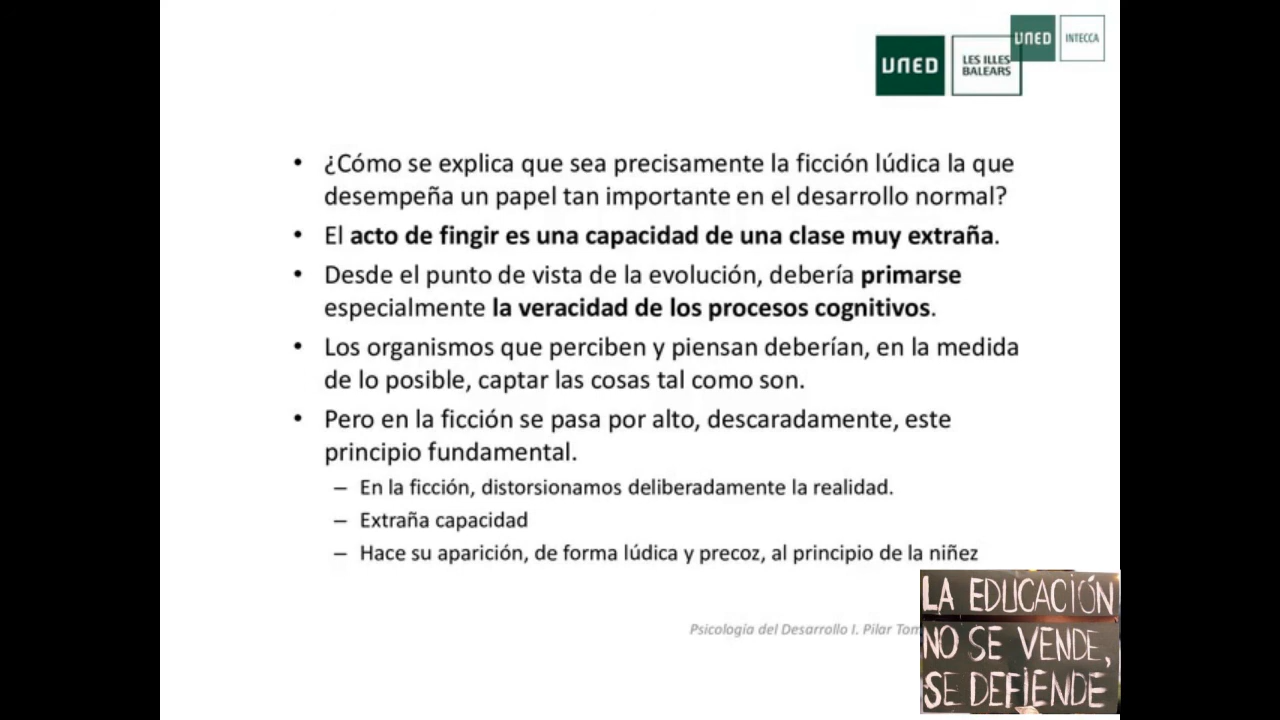 UNED
INTECCA
UNED
LES ILLES
BALEARS
• ¿Cómo se explica que sea precisamente la ficción lúdica la que
desempeña un papel tan importante en el desarrollo normal?
• El acto de fingir es una capacidad de una clase muy extraña.
• Desde el punto de vista de la evolución, debería primarse
especialmente la veracidad de los procesos cognitivos.
• Los organismos que perciben y piensan deberían, en la medida
de lo posible, captar las cosas tal como son.
• Pero en la ficción se pasa por alto, descaradamente, este
principio fundamental.
– En la ficción, distorsionamos deliberadamente la realidad.
– Extraña capacidad
– Hace su aparición, de forma lúdica y precoz, al principio de la niñez
Psicología del Desarrollo I. Pilar
LA EDUCACIÓN
NO SE VENDE,
SE DEFIENDE